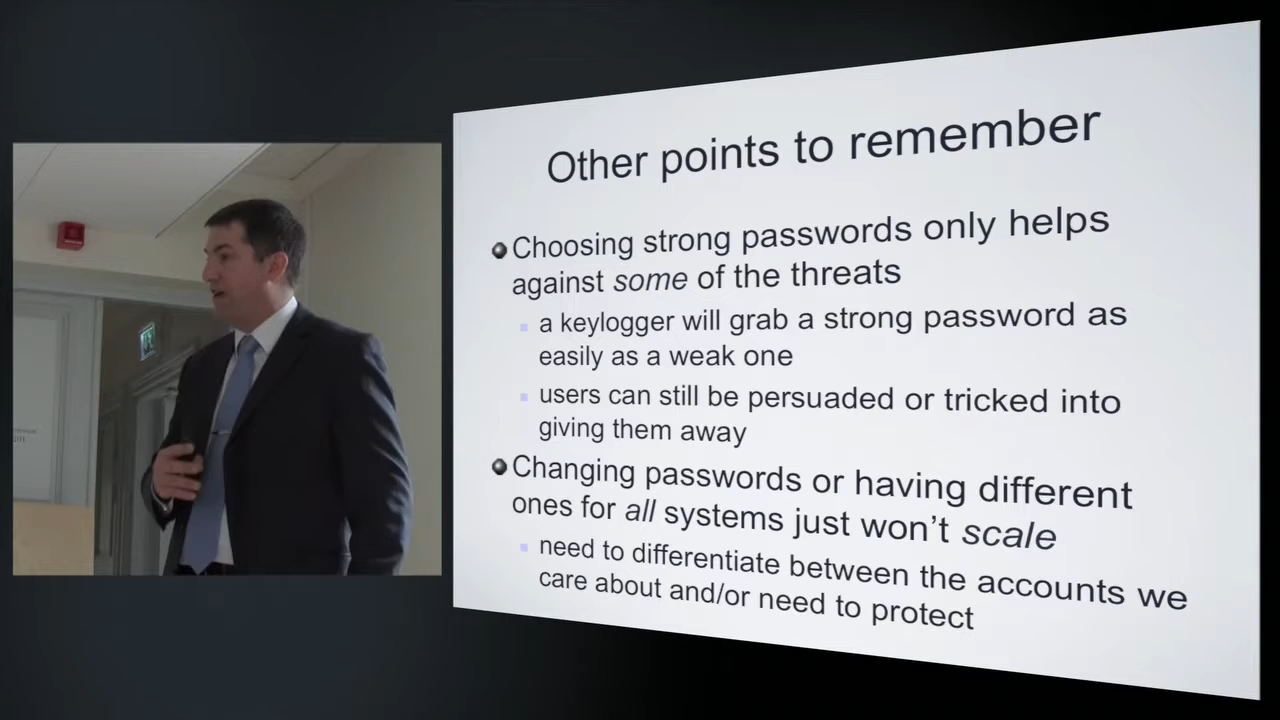 Other points to remember
Choosing strong passwords only helps
against some of the threats
a keylogger will grab a strong password as
easily as a weak one
users can still be persuaded or tricked into
giving them away
Changing passwords or having different
ones for all systems just won't scale
need to differentiate between the accounts we
care about and/or need to protect